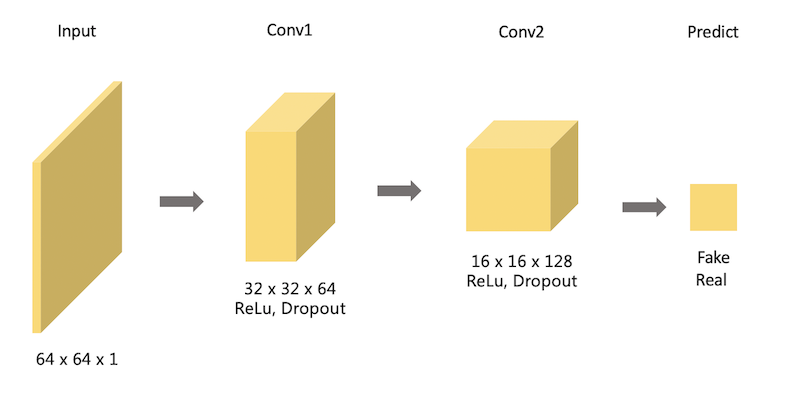 Input
Conv1
Conv2
Predict
64 x 64 x 1
32 x 32 x 64
ReLu, Dropout
16 x 16 x 128
ReLu, Dropout
Fake
Real